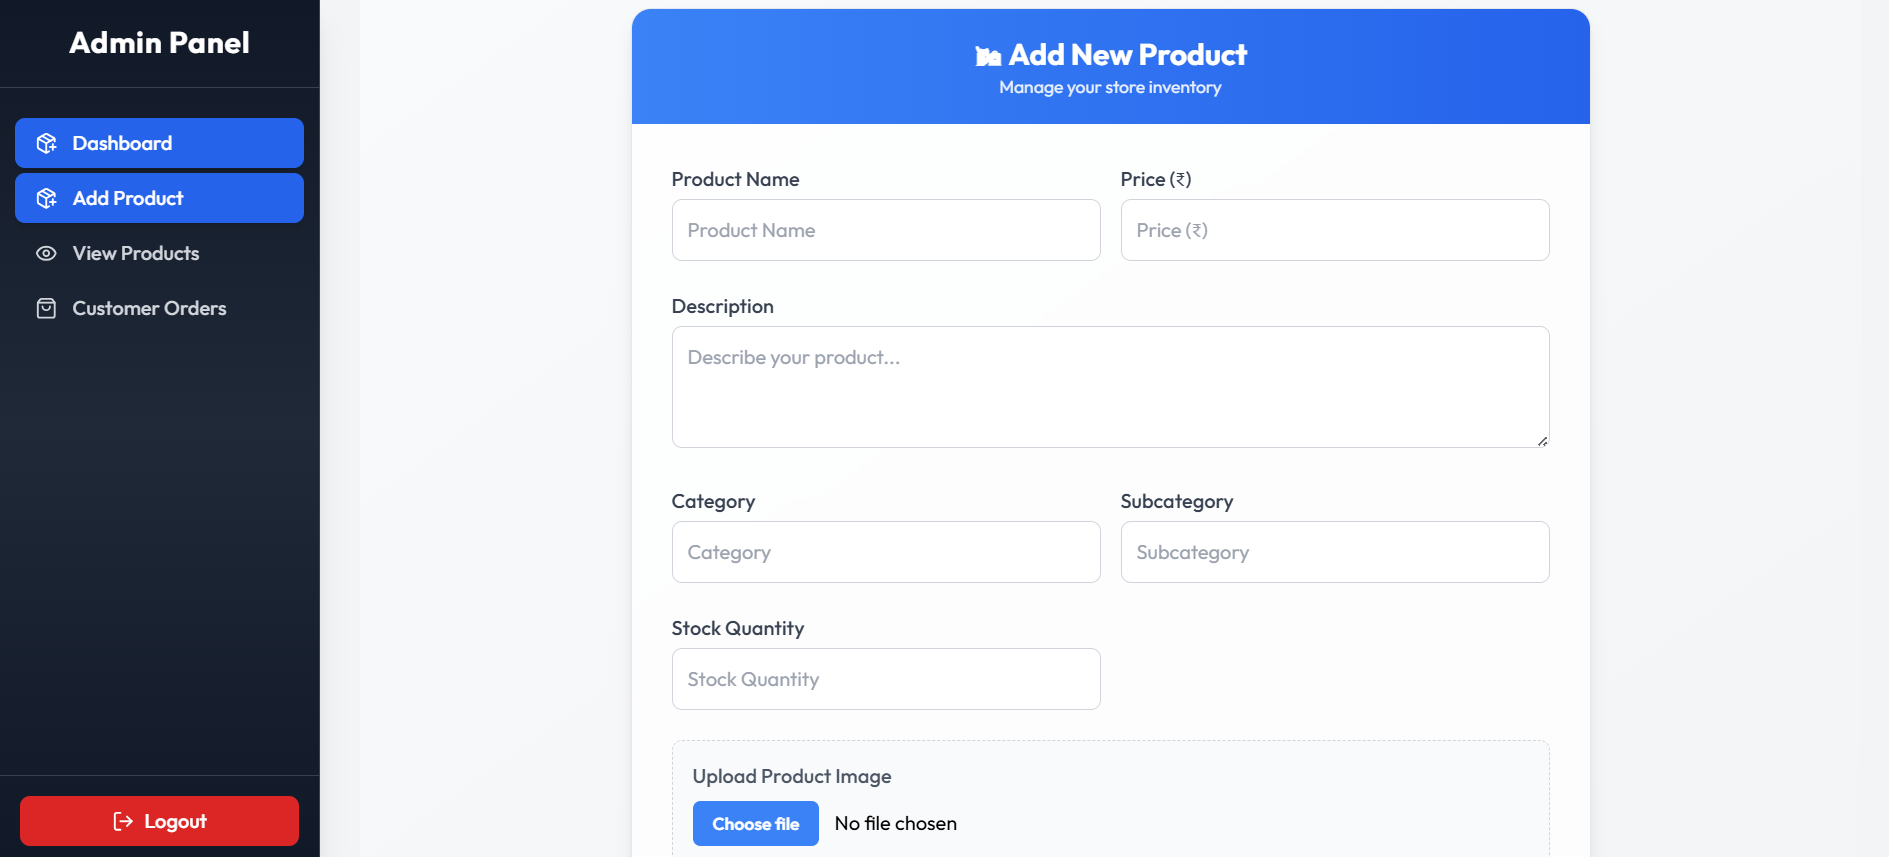 Admin Panel
Dashboard
Add Product
View Products
Customer Orders
Logout
Add New Product
Manage your store inventory
Product Name
Price (₹)
Product Name
Price (₹)
Description
Describe your product...
Category
Subcategory
Category
Subcategory
Stock Quantity
Stock Quantity
Upload Product Image
Choose file No file chosen